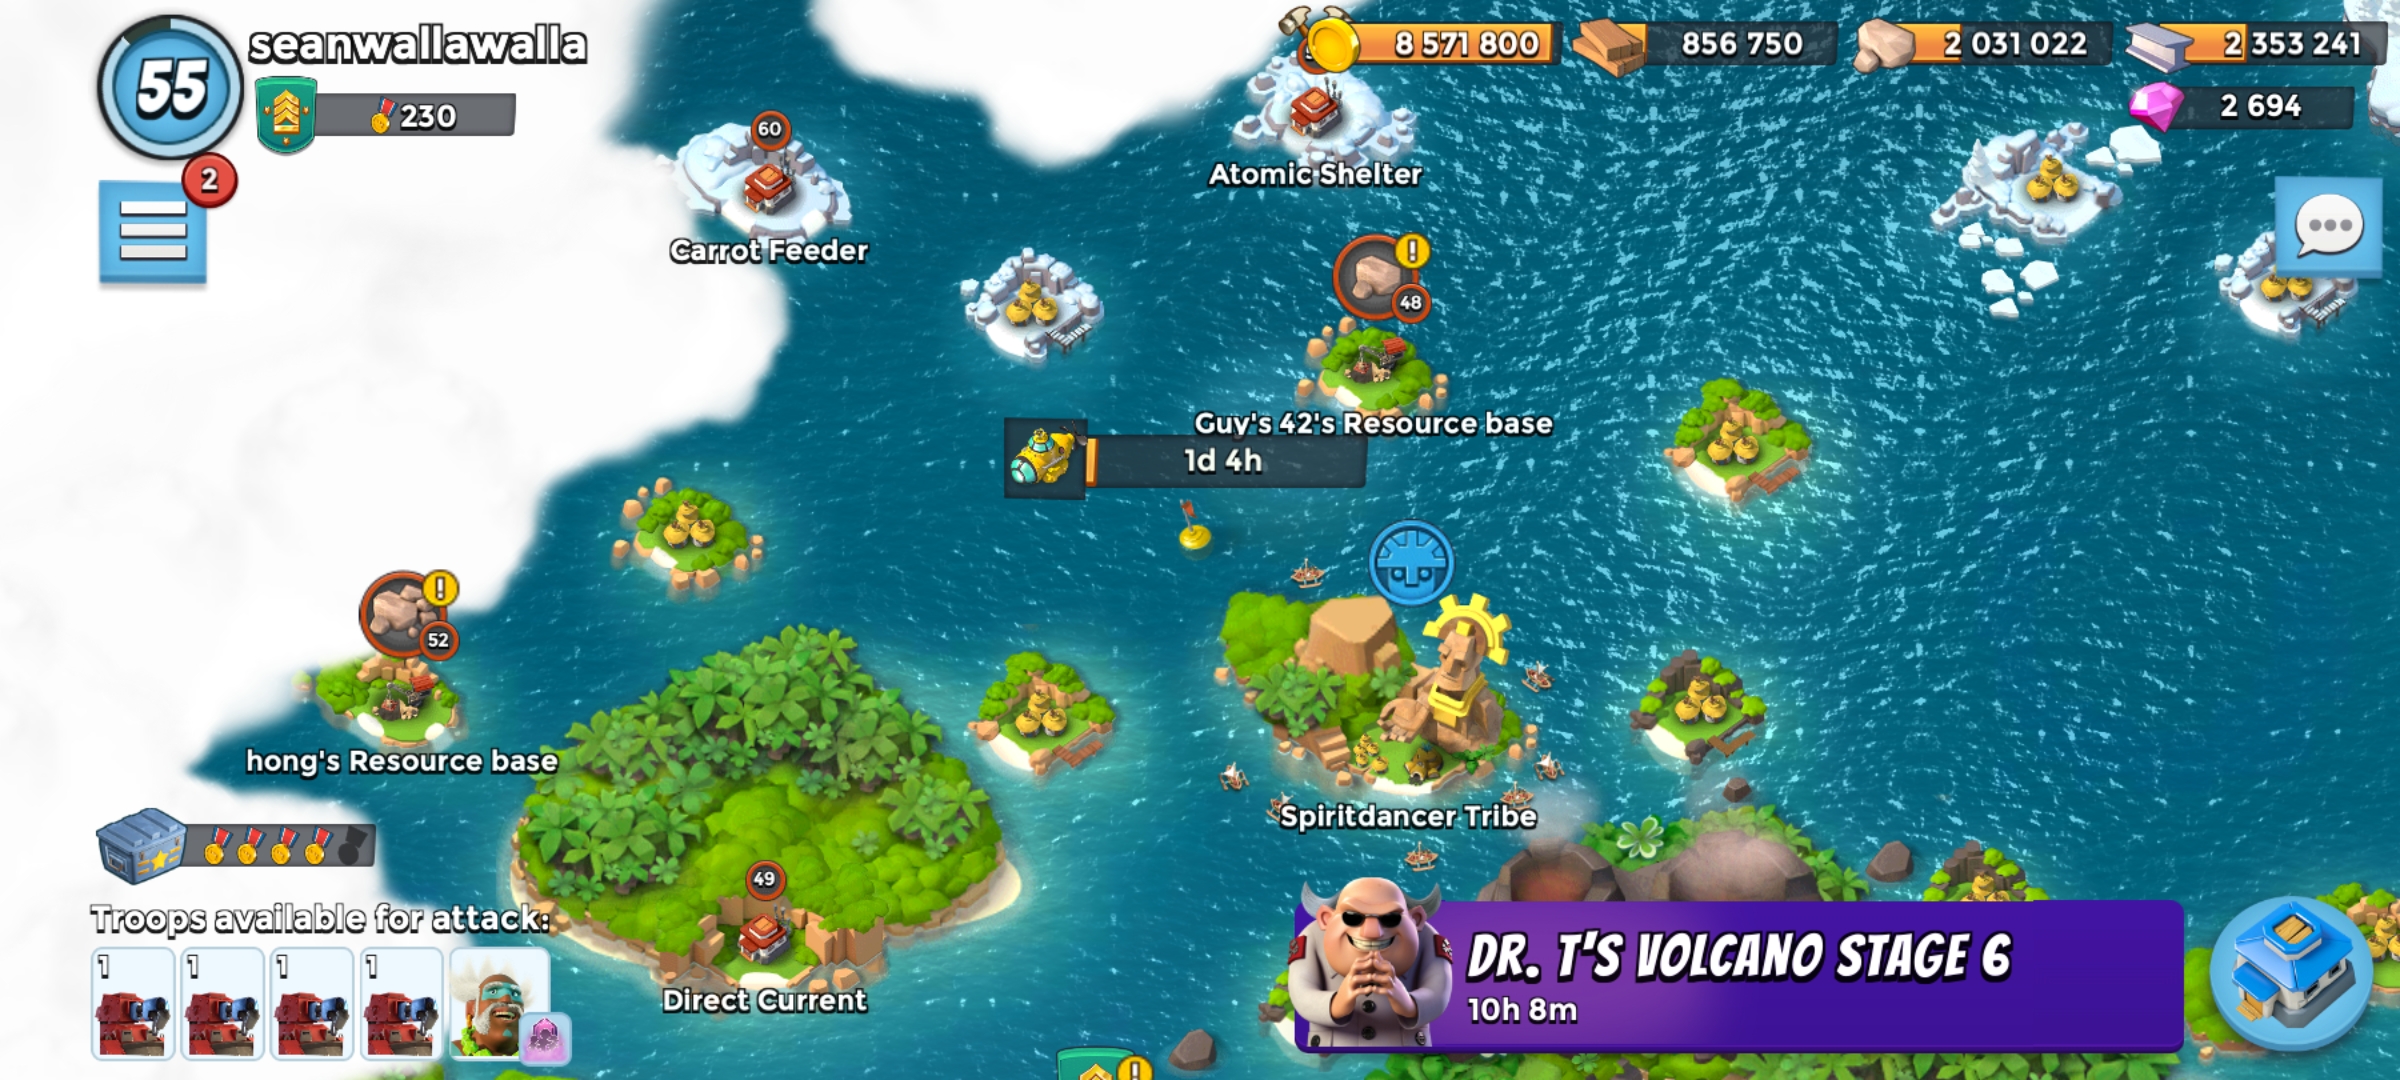 55
seanwallawalla
230
2
8 571 800
856 750
2 031 022
2 353 241
2 694
60
Carrot Feeder
Atomic Shelter
!
48
Guy's 42's Resource base
1d 4h
!
52
hong's Resource base
Spiritdancer Tribe
49
Direct Current
Troops available for attack:
1
1
1
1
DR. T'S VOLCANO STAGE 6
10h 8m
!